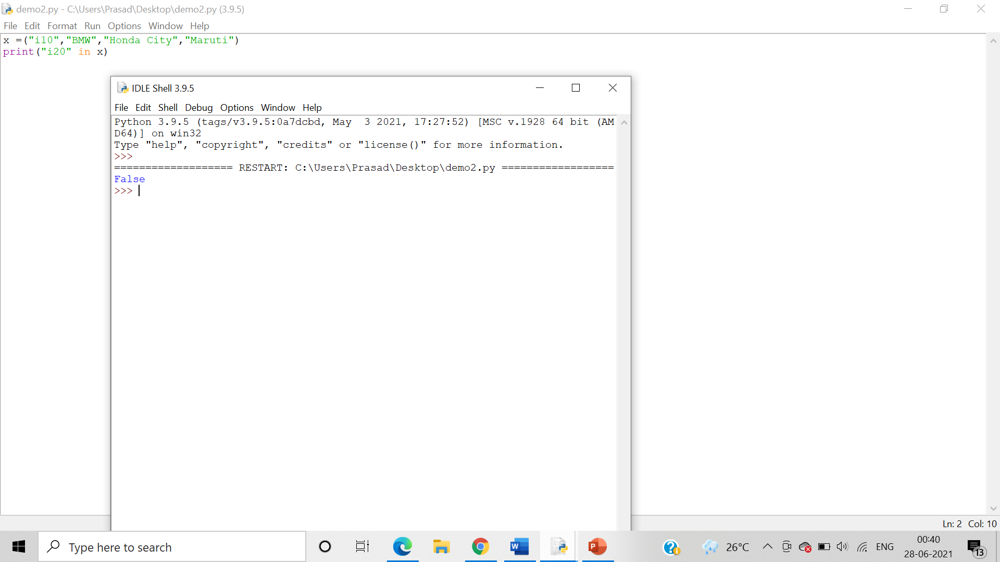 demo2.py - C:\Users\Prasad\Desktop\demo2.py (3.9.5)
File Edit Format Run Options Window Help
x =("i10","BMW","Honda City","Maruti")
print("i20" in x)
IDLE Shell 3.9.5
File Edit Shell Debug Options Window Help
Python 3.9.5 (tags/v3.9.5:0a7dcbd, May  3 2021, 17:27:52) [MSC v.1928 64 bit (AM
D64)] on win32
Type "help", "copyright", "credits" or "license()" for more information.
>>>
=================== RESTART: C:\Users\Prasad\Desktop\demo2.py ==================
False
>>>
Ln: 2 Col: 10
Type here to search
W
P
26°C
ENG
00:40
28-06-2021
13